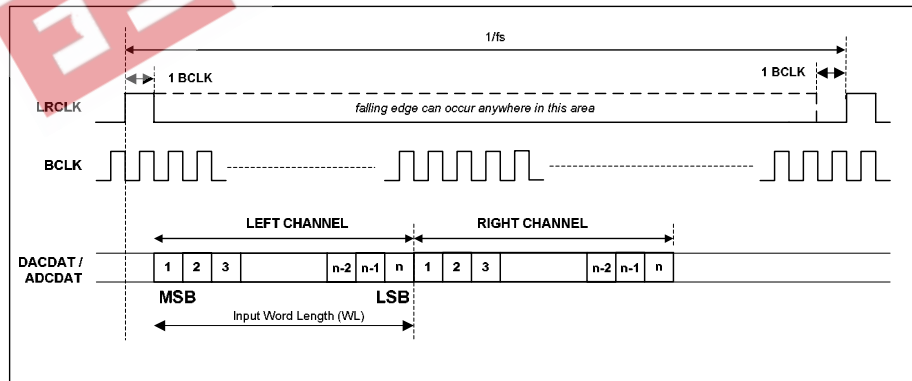 1/fs
1 BCLK
1 BCLK
LRCLK
falling edge can occur anywhere in this area
BCLK
LEFT CHANNEL
RIGHT CHANNEL
DACDAT /
ADCDAT
1 2 3 n-2 n-1 n 1 2 3 n-2 n-1 n
MSB
LSB
Input Word Length (WL)